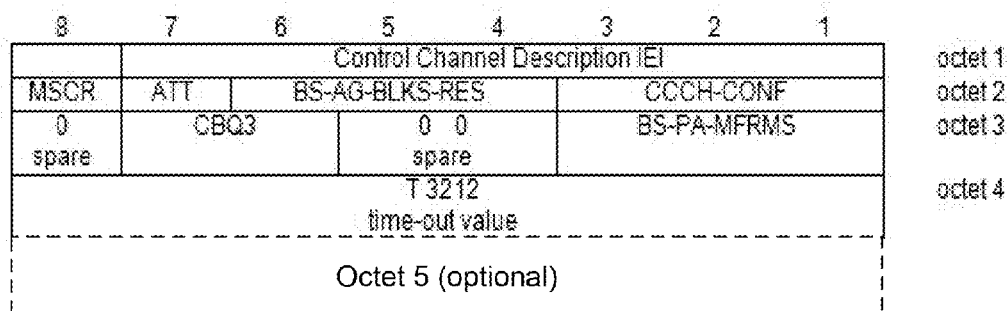 8 7 6 5 4 3 2 1
Control Channel Description IEI octet 1
MSCR ATT BS-AG-BLKS-RES CCCH-CONF octet 2
0 CBQ3 0 0 BS-PA-MFRMS octet 3
spare spare
T 3212 octet 4
time-out value
Octet 5 (optional)